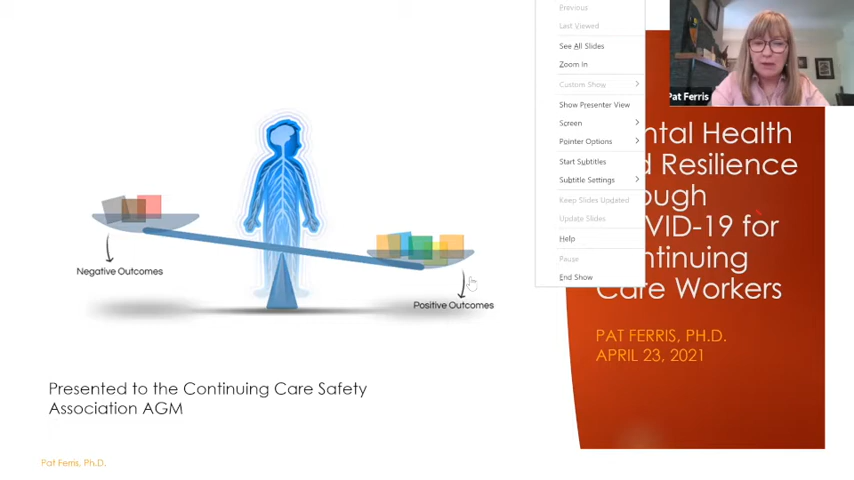 Previous
Last Viewed
See All Slides
Zoom In
Custom Show
Show Presenter View
Screen
Pointer Options
Start Subtitles
Subtitle Settings
Keep Slides Updated
Update Slides
Help
Pause
End Show
Pat Ferris
ntal Health
d Resilience
ough
VID-19 for
ntinuing
Care Workers
PAT FERRIS, PH.D.
APRIL 23, 2021
Negative Outcomes
Positive Outcomes
Presented to the Continuing Care Safety
Association AGM
Pat Ferris, Ph.D.